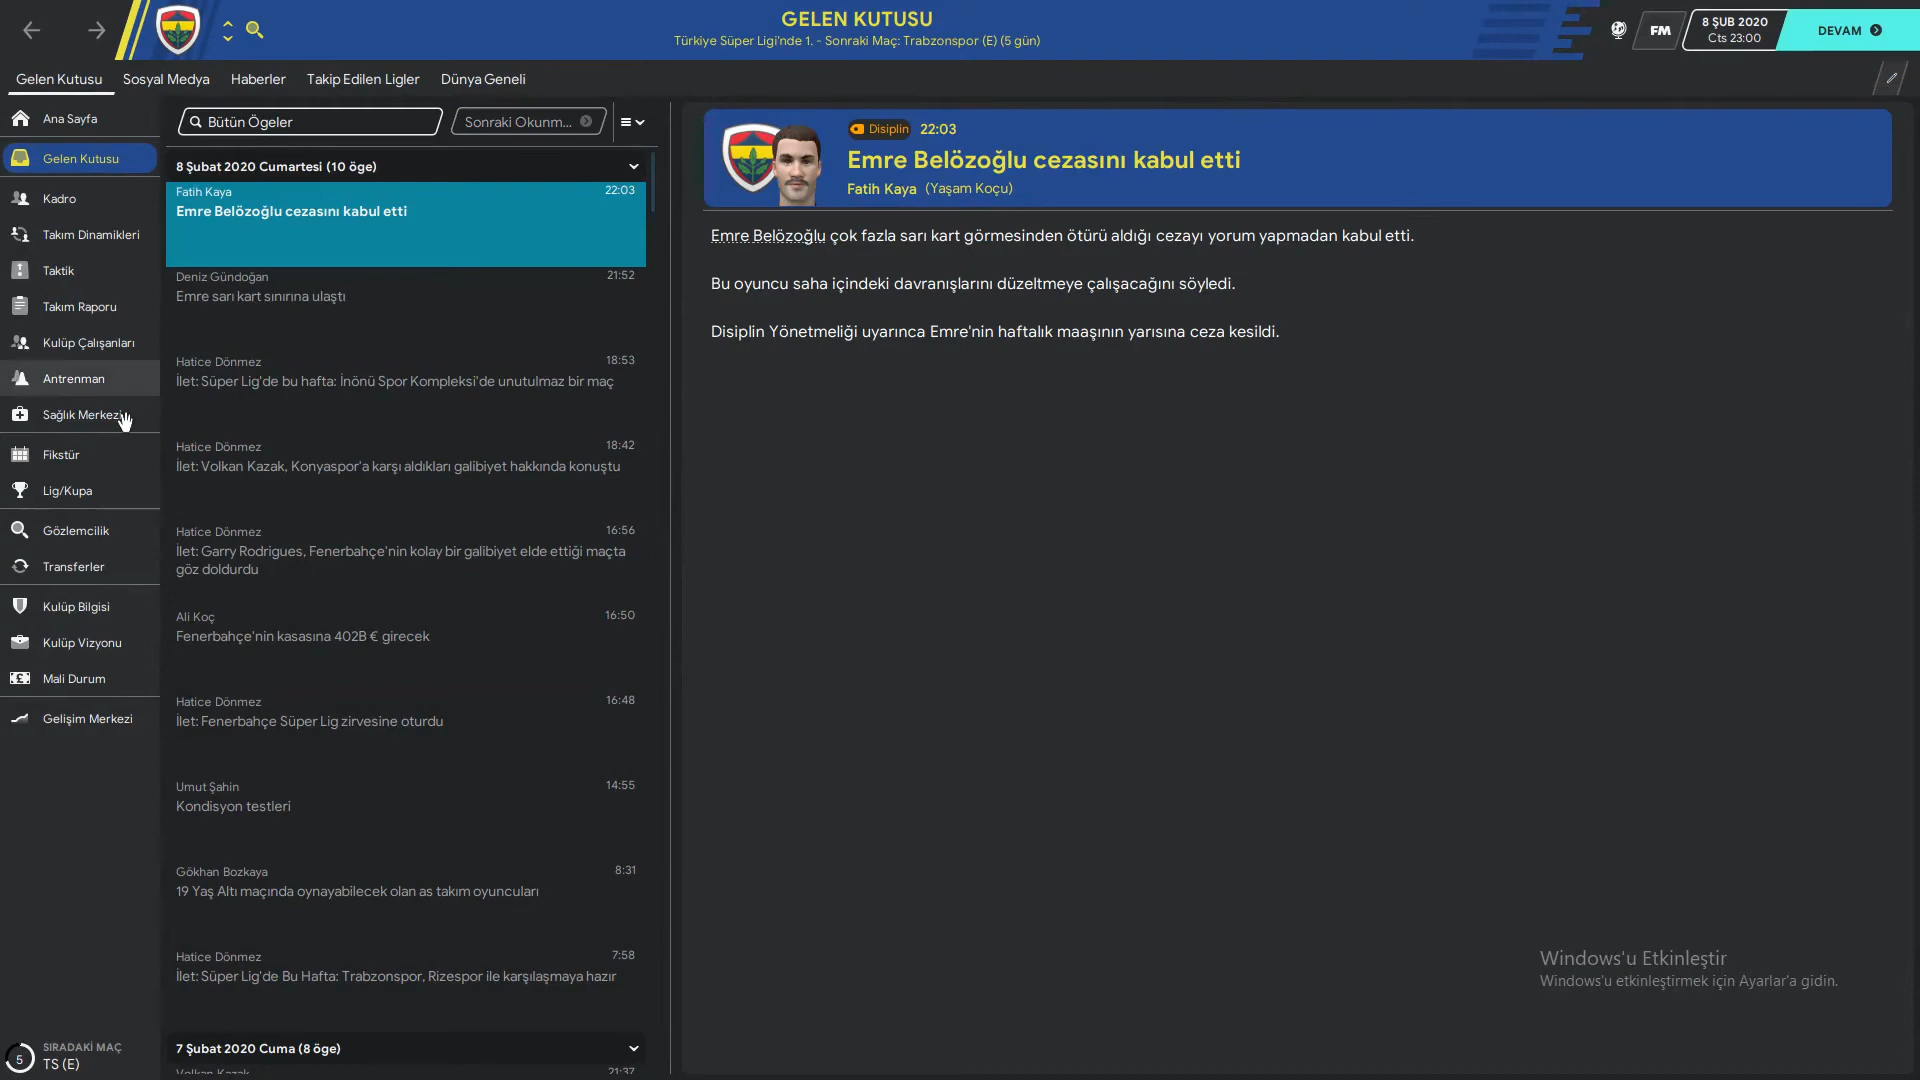 GELEN KUTUSU
Türkiye Süper Ligi'nde 1. - Sonraki Maç: Trabzonspor (E) (5 gün)
FM
8 ŞUB 2020
Cts 23:00
DEVAM
Gelen Kutusu
Sosyal Medya
Haberler
Takip Edilen Ligler
Dünya Geneli
Ana Sayfa
Gelen Kutusu
Kadro
Takım Dinamikleri
Taktik
Takım Raporu
Kulüp Çalışanları
Antrenman
Sağlık Merkezi
Fikstür
Lig/Kupa
Gözlemcilik
Transferler
Kulüp Bilgisi
Kulüp Vizyonu
Mali Durum
Gelişim Merkezi
5
SIRADAKİ MAÇ
TS (E)
Bütün Ögeler
Sonraki Okunm...
8 Şubat 2020 Cumartesi (10 öge)
Fatih Kaya 22:03
Emre Belözoğlu cezasını kabul etti
Deniz Gündoğan 21:52
Emre sarı kart sınırına ulaştı
Hatice Dönmez 18:53
İlet: Süper Lig'de bu hafta: İnönü Spor Kompleksi'de unutulmaz bir maç
Hatice Dönmez 18:42
İlet: Volkan Kazak, Konyaspor'a karşı aldıkları galibiyet hakkında konuştu
Hatice Dönmez 16:56
İlet: Garry Rodrigues, Fenerbahçe'nin kolay bir galibiyet elde ettiği maçta
göz doldurdu
Ali Koç 16:50
Fenerbahçe'nin kasasına 402B € girecek
Hatice Dönmez 16:48
İlet: Fenerbahçe Süper Lig zirvesine oturdu
Umut Şahin 14:55
Kondisyon testleri
Gökhan Bozkaya 8:31
19 Yaş Altı maçında oynayabilecek olan as takım oyuncuları
Hatice Dönmez 7:58
İlet: Süper Lig'de Bu Hafta: Trabzonspor, Rizespor ile karşılaşmaya hazır
7 Şubat 2020 Cuma (8 öge)
Volkan Kazak 21:37
Disiplin 22:03
Emre Belözoğlu cezasını kabul etti
Fatih Kaya (Yaşam Koçu)
Emre Belözoğlu çok fazla sarı kart görmesinden ötürü aldığı cezayı yorum yapmadan kabul etti.
Bu oyuncu saha içindeki davranışlarını düzeltmeye çalışacağını söyledi.
Disiplin Yönetmeliği uyarınca Emre'nin haftalık maaşının yarısına ceza kesildi.
Windows'u Etkinleştir
Windows'u etkinleştirmek için Ayarlar'a gidin.